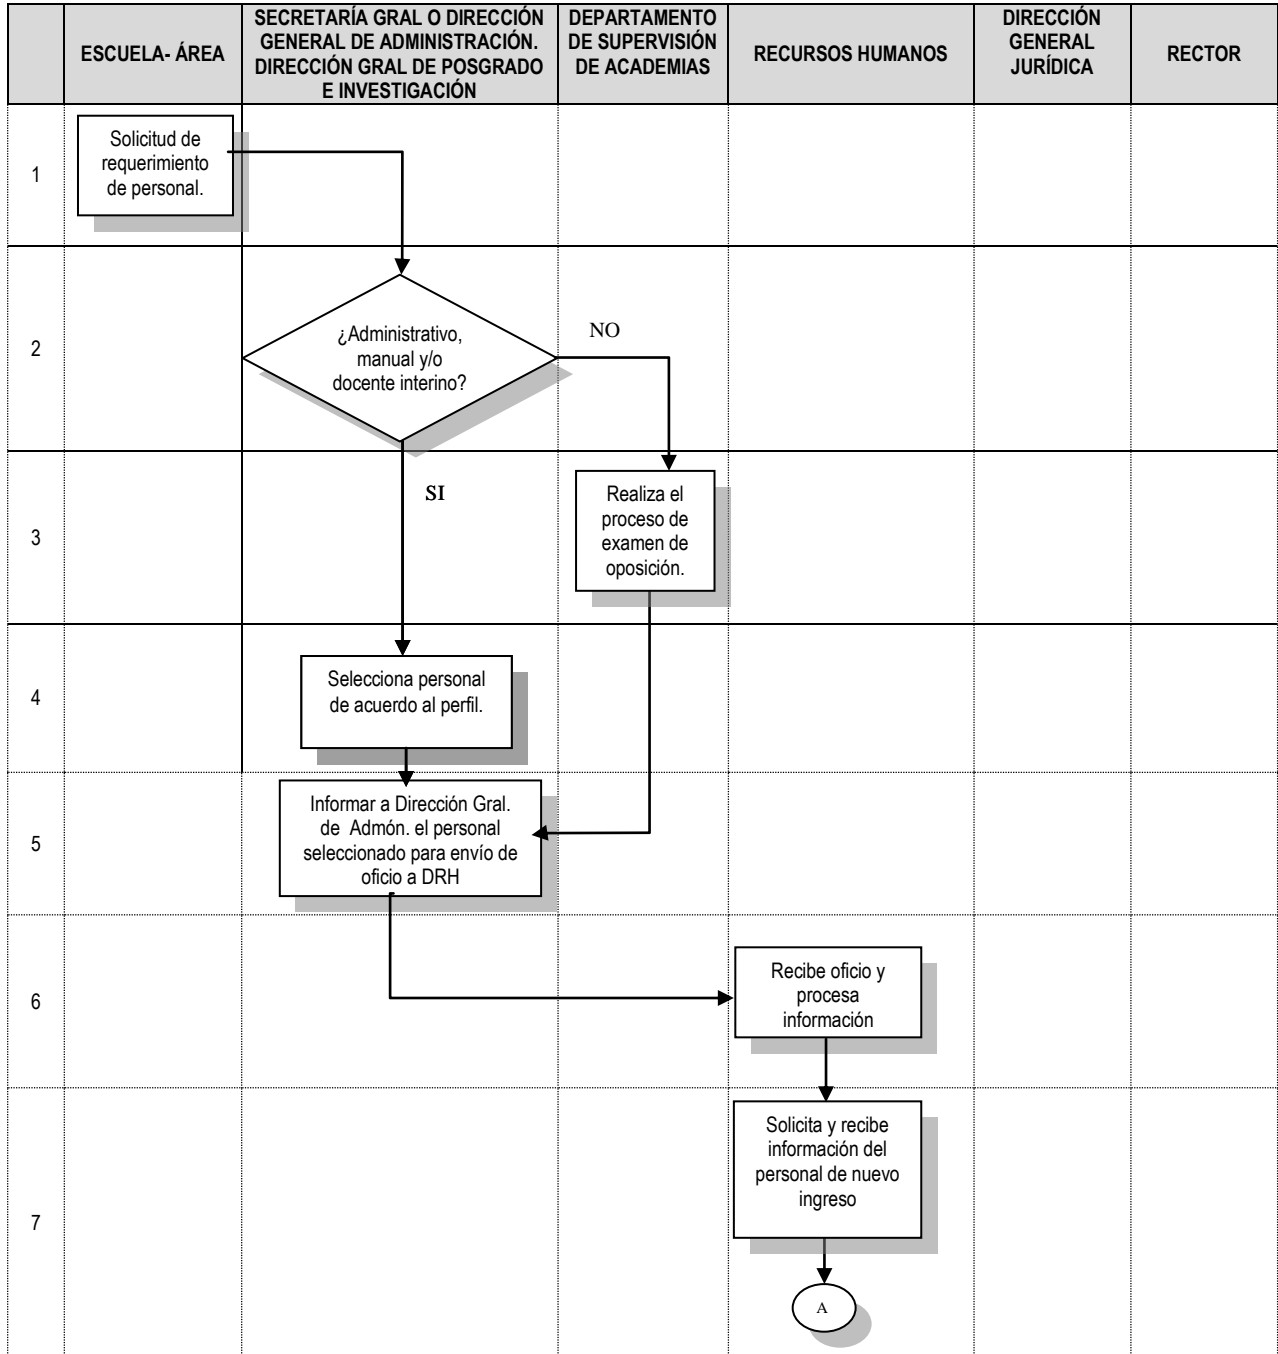 ESCUELA- ÁREA
SECRETARÍA GRAL O DIRECCIÓN
GENERAL DE ADMINISTRACIÓN.
DIRECCIÓN GRAL DE POSGRADO
E INVESTIGACIÓN
DEPARTAMENTO
DE SUPERVISIÓN
DE ACADEMIAS
RECURSOS HUMANOS
DIRECCIÓN
GENERAL
JURÍDICA
RECTOR
1
Solicitud de
requerimiento
de personal.
2
¿Administrativo,
manual y/o
docente interino?
NO
SI
3
Realiza el
proceso de
examen de
oposición.
4
Selecciona personal
de acuerdo al perfil.
5
Informar a Dirección Gral.
de Admón. el personal
seleccionado para envío de
oficio a DRH
6
Recibe oficio y
procesa
información
7
Solicita y recibe
información del
personal de nuevo
ingreso
A